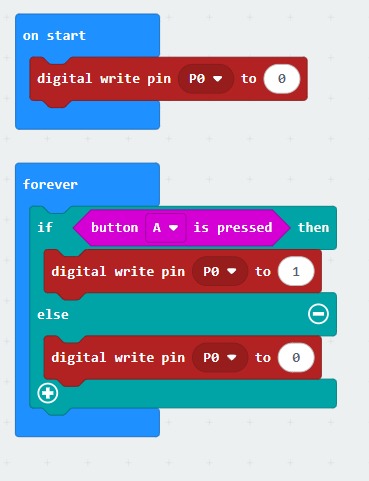 on start
digital write pin P0 to 0
forever
if button A is pressed then
digital write pin P0 to 1
else
digital write pin P0 to 0